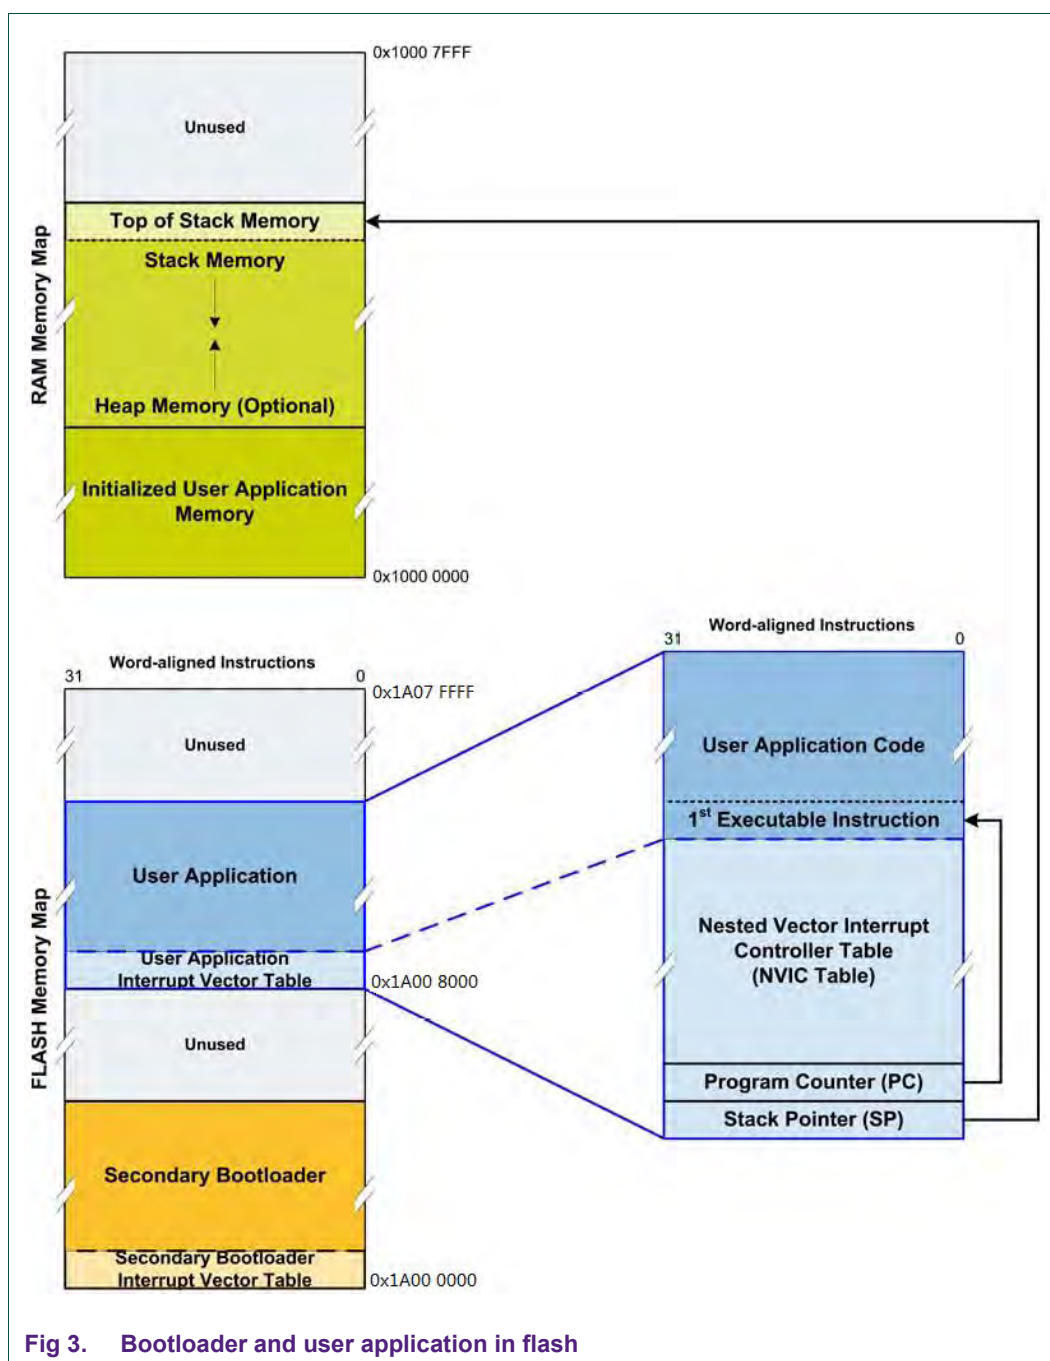 0x1000 7FFF
Unused
Top of Stack Memory
Stack Memory
Heap Memory (Optional)
Initialized User Application
Memory
0x1000 0000
RAM Memory Map
Word-aligned Instructions
31 0
0x1A07 FFFF
Unused
User Application
User Application
Interrupt Vector Table
0x1A00 8000
Unused
Secondary Bootloader
Secondary Bootloader
Interrupt Vector Table
0x1A00 0000
FLASH Memory Map
Word-aligned Instructions
31 0
User Application Code
1st Executable Instruction
Nested Vector Interrupt
Controller Table
(NVIC Table)
Program Counter (PC)
Stack Pointer (SP)
Fig 3. Bootloader and user application in flash